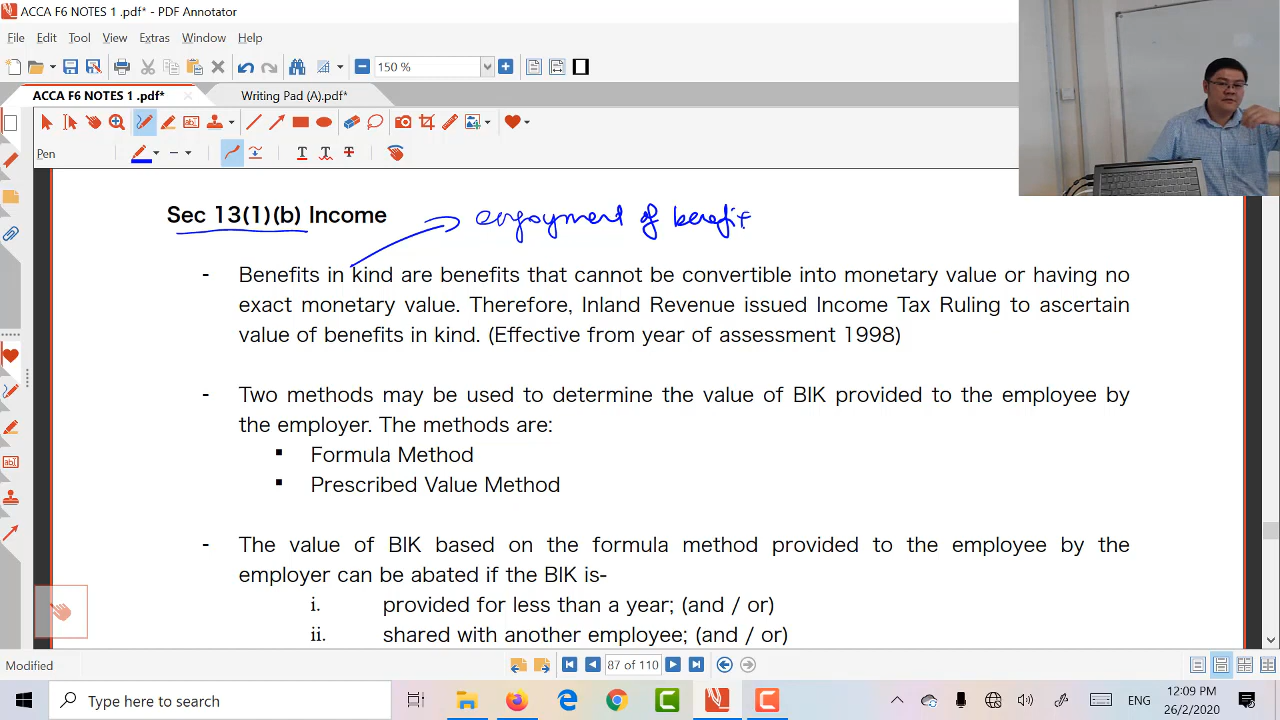 ACCA F6 NOTES 1 .pdf* - PDF Annotator
File Edit Tool View Extras Window Help
150 %
ACCA F6 NOTES 1 .pdf* Writing Pad (A).pdf*
Pen
Sec 13(1)(b) Income enjoyment of benefit
- Benefits in kind are benefits that cannot be convertible into monetary value or having no
exact monetary value. Therefore, Inland Revenue issued Income Tax Ruling to ascertain
value of benefits in kind. (Effective from year of assessment 1998)
- Two methods may be used to determine the value of BIK provided to the employee by
the employer. The methods are:
▪ Formula Method
▪ Prescribed Value Method
- The value of BIK based on the formula method provided to the employee by the
employer can be abated if the BIK is-
i. provided for less than a year; (and / or)
ii. shared with another employee; (and / or)
Modified 87 of 110
Type here to search ENG 12:09 PM
26/2/2020